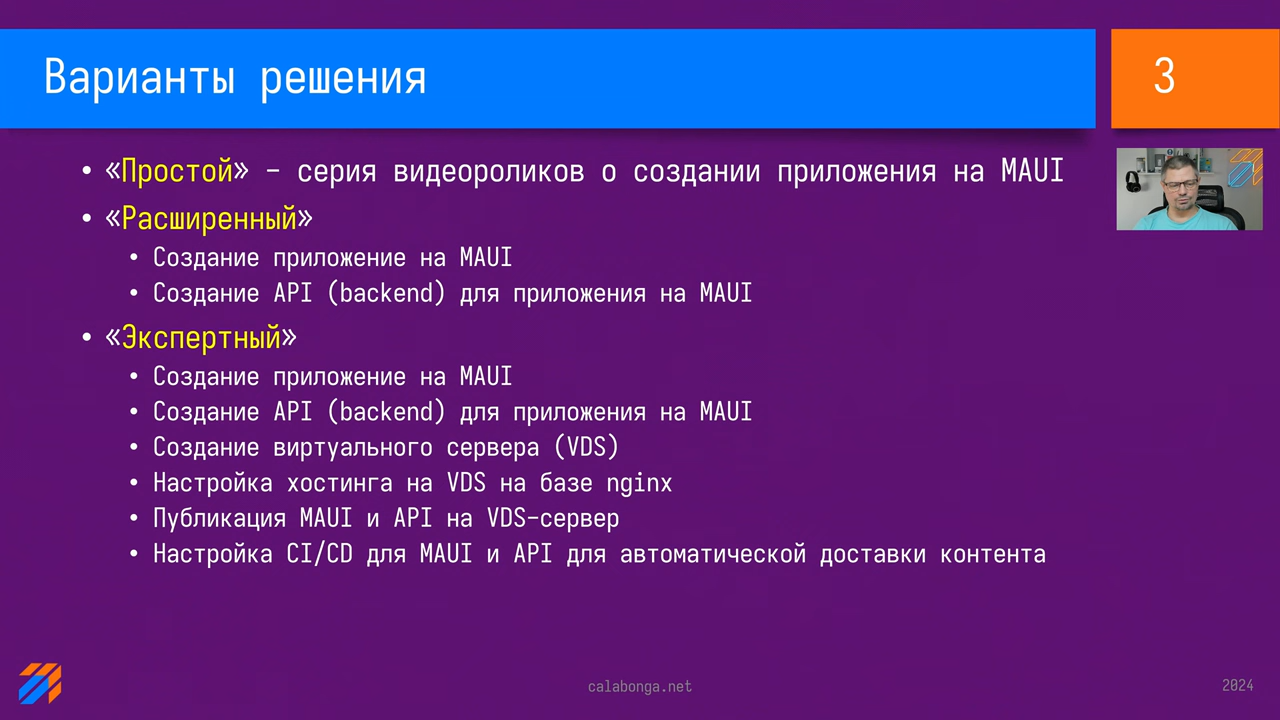 Варианты решения
3
• «Простой» – серия видеороликов о создании приложения на MAUI
• «Расширенный»
• Создание приложение на MAUI
• Создание API (backend) для приложения на MAUI
• «Экспертный»
• Создание приложение на MAUI
• Создание API (backend) для приложения на MAUI
• Создание виртуального сервера (VDS)
• Настройка хостинга на VDS на базе nginx
• Публикация MAUI и API на VDS-сервер
• Настройка CI/CD для MAUI и API для автоматической доставки контента
calabonga.net
2024